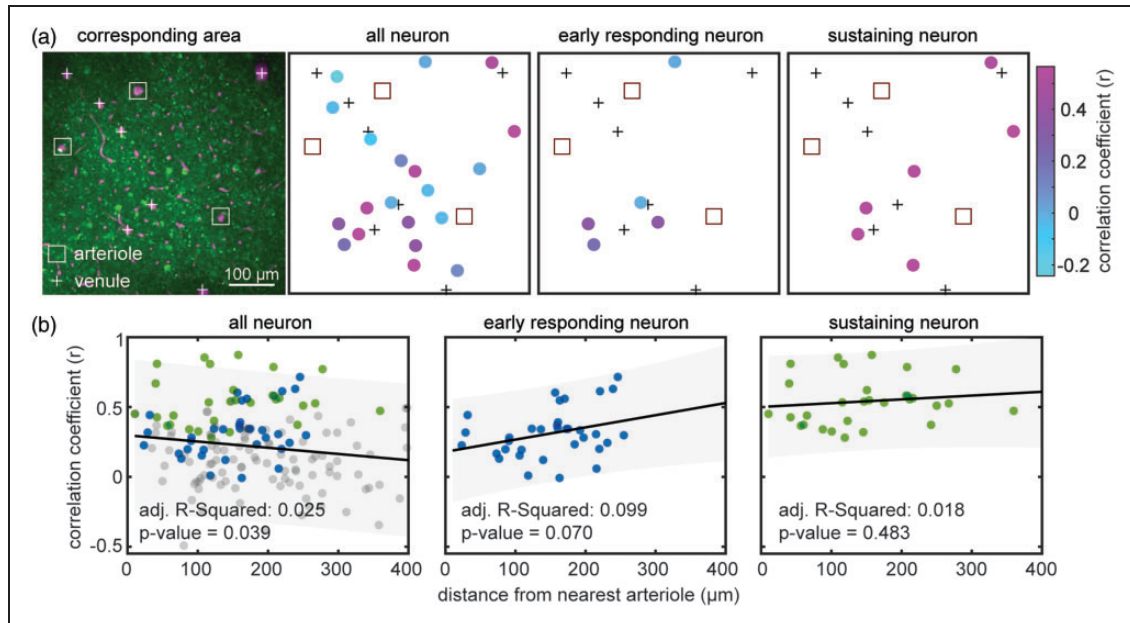 (a)
corresponding area
all neuron
early responding neuron
sustaining neuron
arteriole
venule
100 µm
0.4
0.2
0
-0.2
correlation coefficient (r)
(b)
all neuron
early responding neuron
sustaining neuron
correlation coefficient (r)
1
0.5
0
-0.5
adj. R-Squared: 0.025
p-value = 0.039
adj. R-Squared: 0.099
p-value = 0.070
adj. R-Squared: 0.018
p-value = 0.483
0 100 200 300 400
0 100 200 300 400
0 100 200 300 400
distance from nearest arteriole (µm)